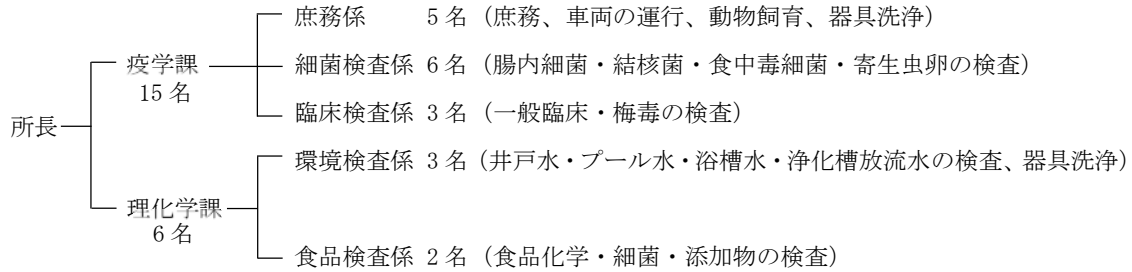 庶務係 5名（庶務、車両の運行、動物飼育、器具洗浄）
疫学課 細菌検査係 6名（腸内細菌・結核菌・食中毒細菌・寄生虫卵の検査）
15名
臨床検査係 3名（一般臨床・梅毒の検査）
所長
環境検査係 3名（井戸水・プール水・浴槽水・浄化槽放流水の検査、器具洗浄）
理化学課
6名
食品検査係 2名（食品化学・細菌・添加物の検査）